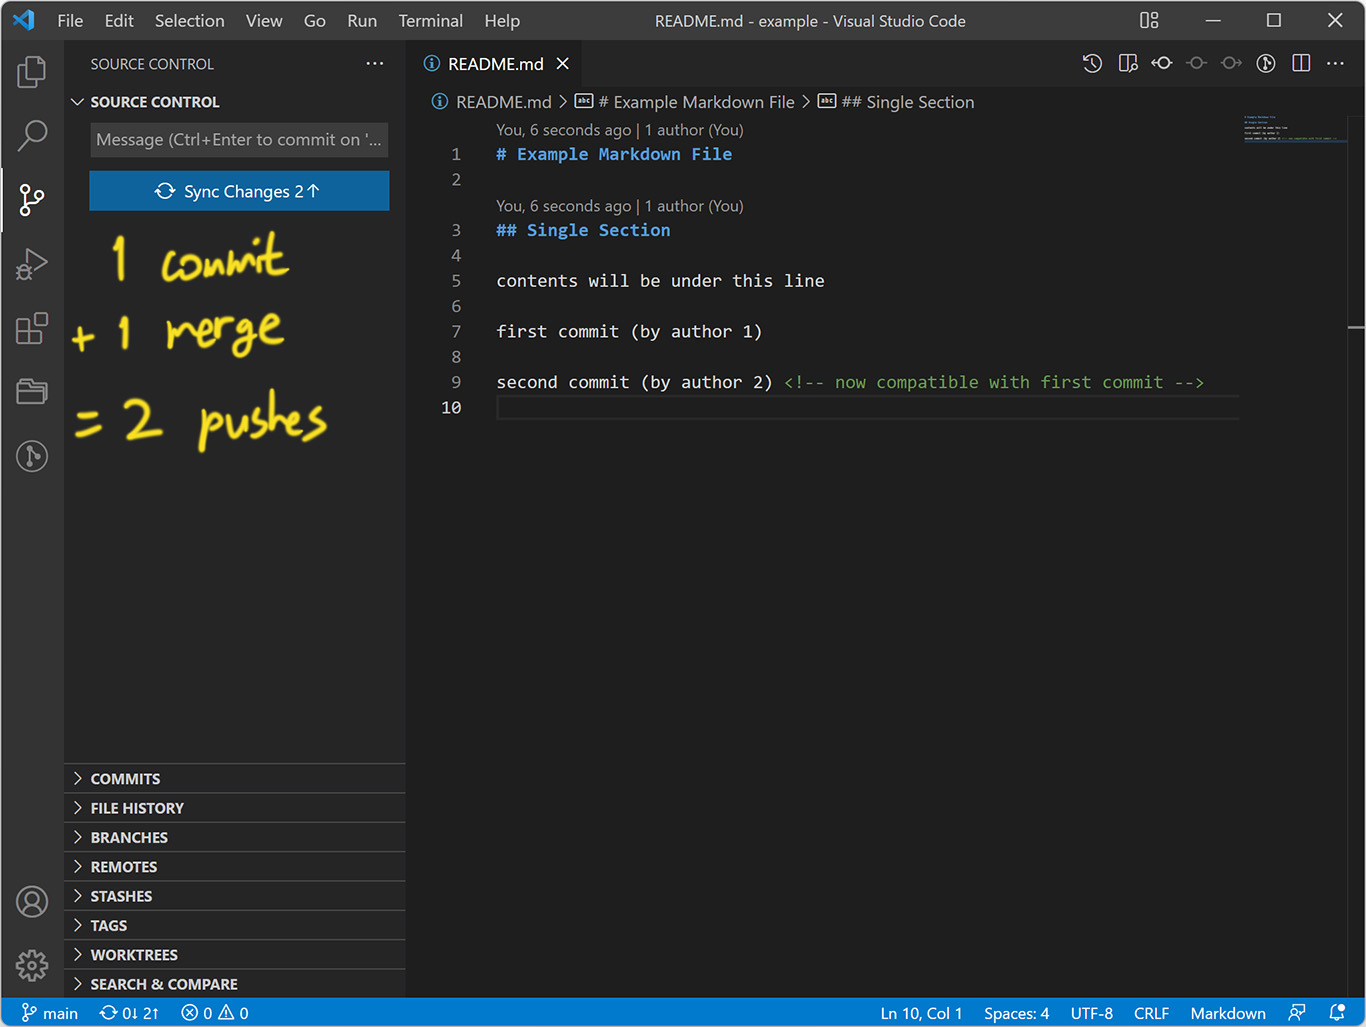 File Edit Selection View Go Run Terminal Help README.md - example - Visual Studio Code
SOURCE CONTROL
SOURCE CONTROL
Message (Ctrl+Enter to commit on '...
Sync Changes 2↑
1 commit
+ 1 merge
= 2 pushes
COMMITS
FILE HISTORY
BRANCHES
REMOTES
STASHES
TAGS
WORKTREES
SEARCH & COMPARE
README.md
README.md > # Example Markdown File > ## Single Section
You, 6 seconds ago | 1 author (You)
1 # Example Markdown File
2
You, 6 seconds ago | 1 author (You)
3 ## Single Section
4
5 contents will be under this line
6
7 first commit (by author 1)
8
9 second commit (by author 2) <!-- now compatible with first commit -->
10
main 0↓ 2↑ 0 0 Ln 10, Col 1 Spaces: 4 UTF-8 CRLF Markdown